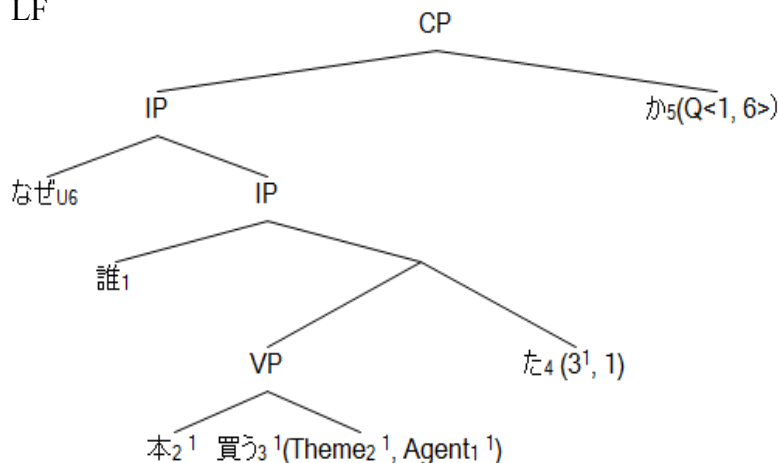 LF
CP
IP か5(Q<1, 6>)
なぜU6 IP
誰1
VP た4 (3¹, 1)
本2 ¹ 買う3 ¹(Theme2 ¹, Agent1 ¹)